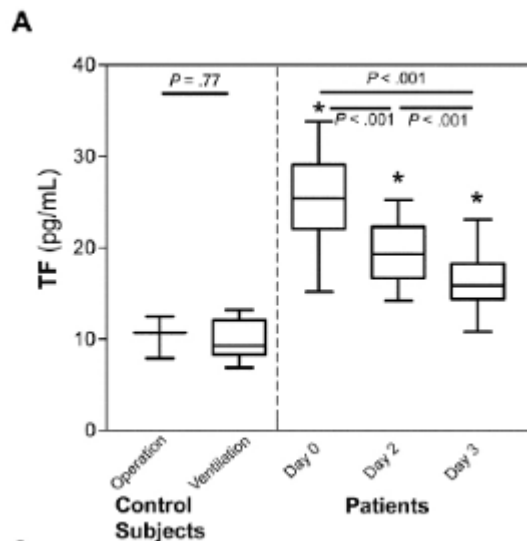 A
40
30
20
10
0
TF (pg/mL)
P = .77
P < .001
P < .001
P < .001
*
*
*
Operation
Ventilation
Day 0
Day 2
Day 3
Control
Subjects
Patients